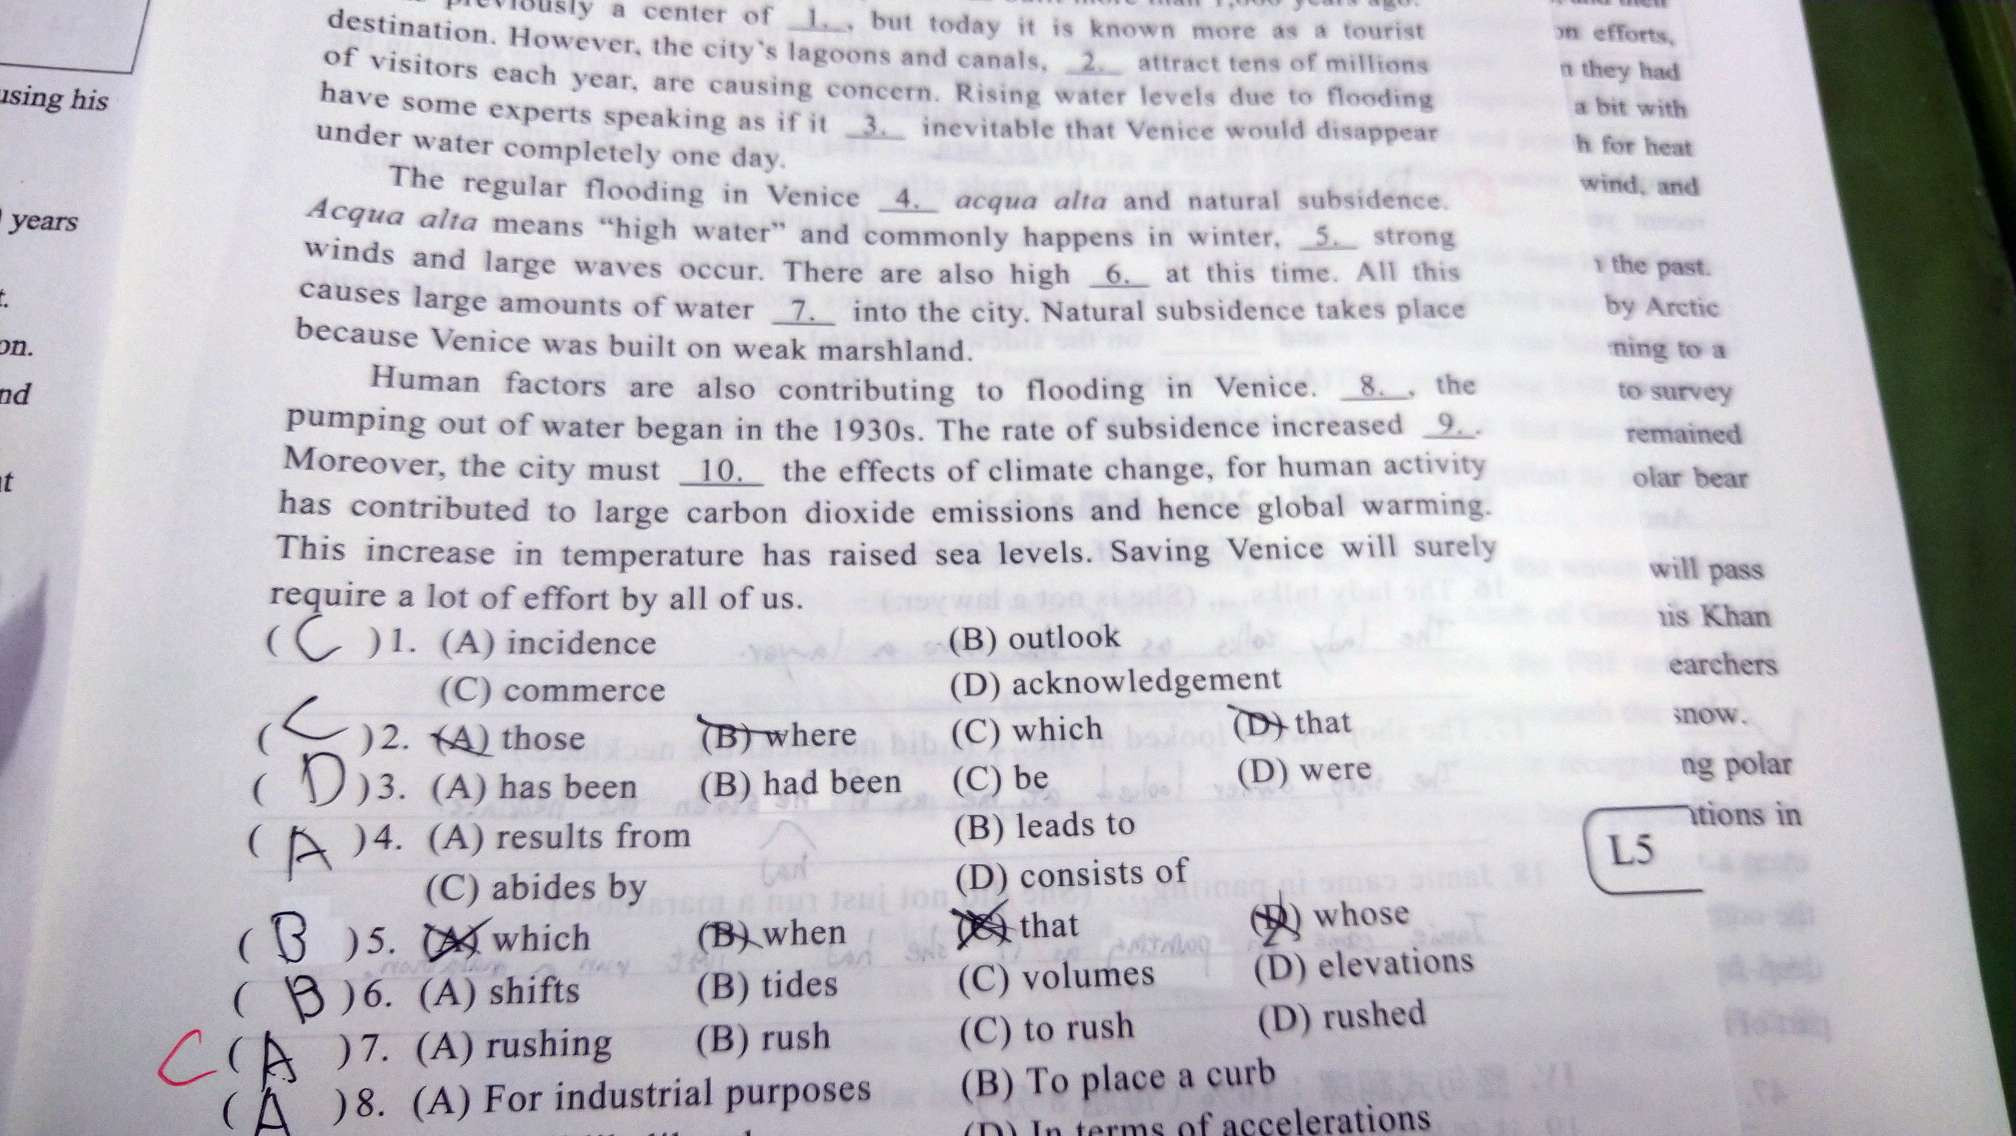 previously a center of 1. , but today it is known more as a tourist
destination. However, the city's lagoons and canals, 2. attract tens of millions
of visitors each year, are causing concern. Rising water levels due to flooding
have some experts speaking as if it 3. inevitable that Venice would disappear
under water completely one day.
The regular flooding in Venice 4. acqua alta and natural subsidence.
Acqua alta means “high water” and commonly happens in winter, 5. strong
winds and large waves occur. There are also high 6. at this time. All this
causes large amounts of water 7. into the city. Natural subsidence takes place
because Venice was built on weak marshland.
Human factors are also contributing to flooding in Venice. 8. , the
pumping out of water began in the 1930s. The rate of subsidence increased 9. .
Moreover, the city must 10. the effects of climate change, for human activity
has contributed to large carbon dioxide emissions and hence global warming.
This increase in temperature has raised sea levels. Saving Venice will surely
require a lot of effort by all of us.
( C )1. (A) incidence (B) outlook
(C) commerce (D) acknowledgement
( C )2. (A) those (B) where (C) which (D) that
( D )3. (A) has been (B) had been (C) be (D) were
( A )4. (A) results from (B) leads to
(C) abides by (D) consists of
( B )5. (A) which (B) when (C) that (D) whose
( B )6. (A) shifts (B) tides (C) volumes (D) elevations
C ( A )7. (A) rushing (B) rush (C) to rush (D) rushed
( A )8. (A) For industrial purposes (B) To place a curb
(D) In terms of accelerations
using his
years
t.
on.
nd
at
on efforts,
n they had
a bit with
h for heat
wind, and
the past.
by Arctic
ning to a
to survey
remained
olar bear
will pass
is Khan
earchers
snow.
ng polar
ations in
L5